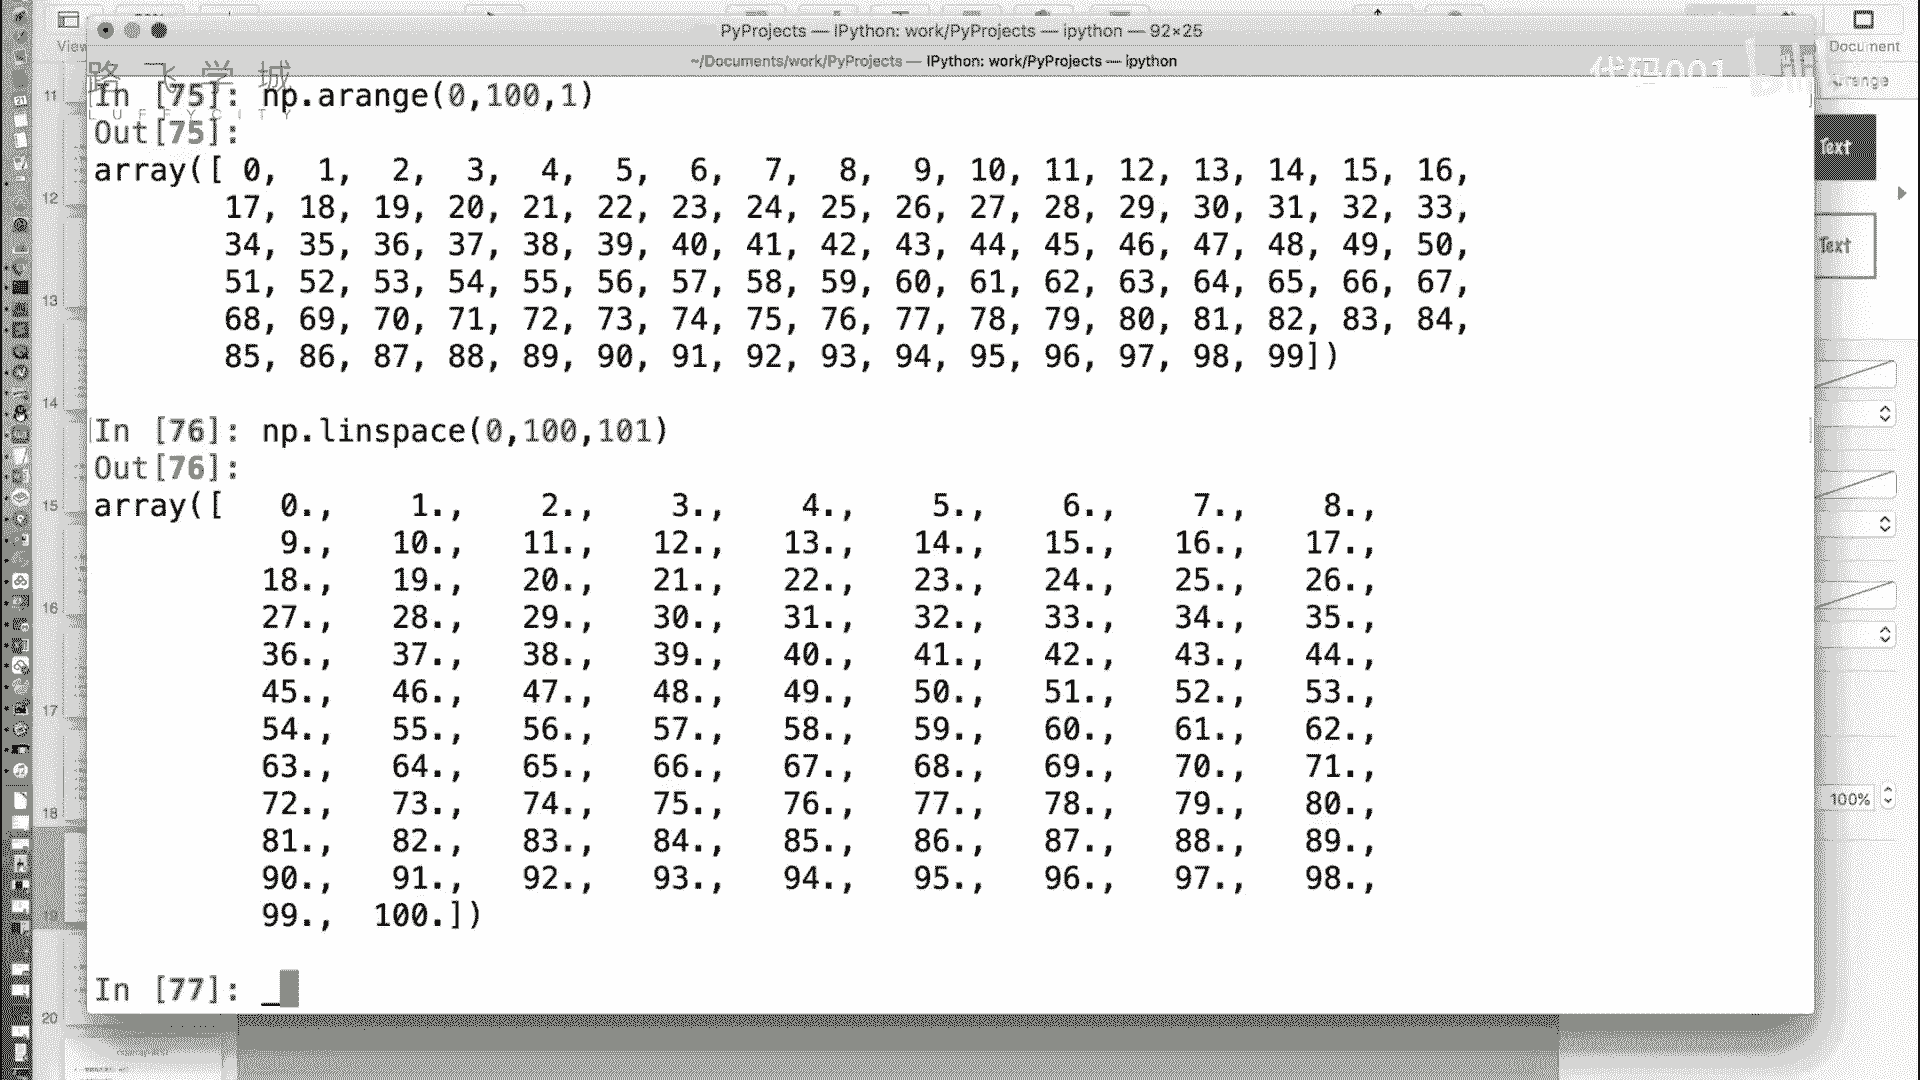 PyProjects — IPython: work/PyProjects — ipython — 92×25
~/Documents/work/PyProjects — IPython: work/PyProjects — ipython
View
Document
路飞学城
LUFFYCITY
代码001
In [75]: np.arange(0,100,1)
Out[75]:
array([ 0, 1, 2, 3, 4, 5, 6, 7, 8, 9, 10, 11, 12, 13, 14, 15, 16,
17, 18, 19, 20, 21, 22, 23, 24, 25, 26, 27, 28, 29, 30, 31, 32, 33,
34, 35, 36, 37, 38, 39, 40, 41, 42, 43, 44, 45, 46, 47, 48, 49, 50,
51, 52, 53, 54, 55, 56, 57, 58, 59, 60, 61, 62, 63, 64, 65, 66, 67,
68, 69, 70, 71, 72, 73, 74, 75, 76, 77, 78, 79, 80, 81, 82, 83, 84,
85, 86, 87, 88, 89, 90, 91, 92, 93, 94, 95, 96, 97, 98, 99])
In [76]: np.linspace(0,100,101)
Out[76]:
array([ 0., 1., 2., 3., 4., 5., 6., 7., 8.,
9., 10., 11., 12., 13., 14., 15., 16., 17.,
18., 19., 20., 21., 22., 23., 24., 25., 26.,
27., 28., 29., 30., 31., 32., 33., 34., 35.,
36., 37., 38., 39., 40., 41., 42., 43., 44.,
45., 46., 47., 48., 49., 50., 51., 52., 53.,
54., 55., 56., 57., 58., 59., 60., 61., 62.,
63., 64., 65., 66., 67., 68., 69., 70., 71.,
72., 73., 74., 75., 76., 77., 78., 79., 80.,
81., 82., 83., 84., 85., 86., 87., 88., 89.,
90., 91., 92., 93., 94., 95., 96., 97., 98.,
99., 100.])
In [77]: _
11
12
13
14
15
16
17
18
19
20
Text
Text
100%